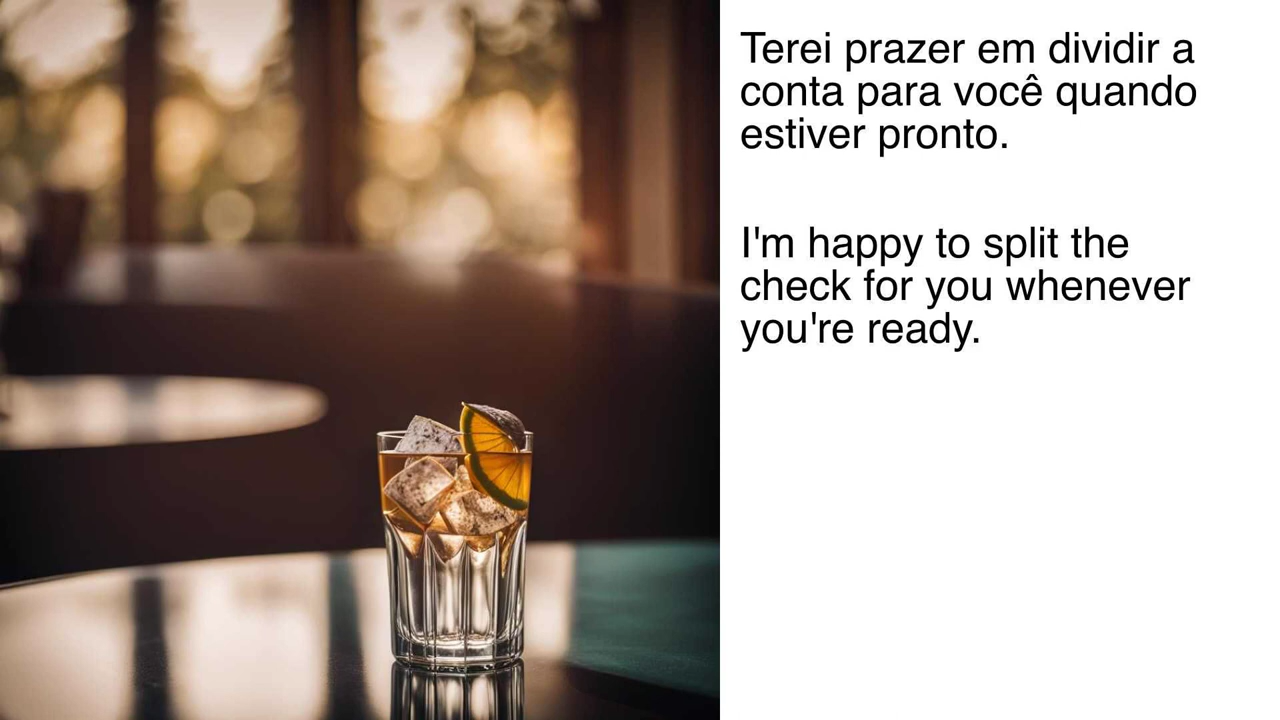 Terei prazer em dividir a
conta para você quando
estiver pronto.
I'm happy to split the
check for you whenever
you're ready.